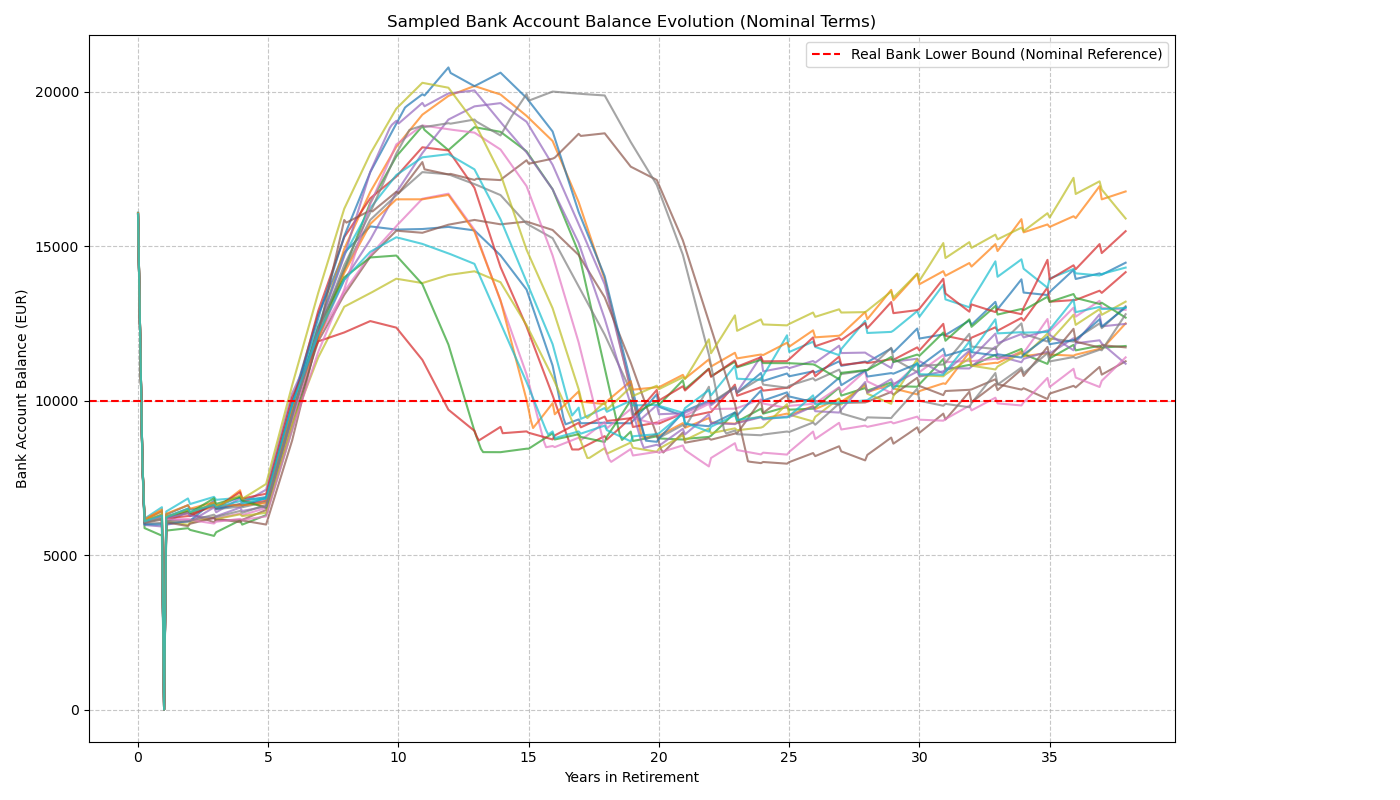 Sampled Bank Account Balance Evolution (Nominal Terms)
Real Bank Lower Bound (Nominal Reference)
Bank Account Balance (EUR)
20000
15000
10000
5000
0
0 5 10 15 20 25 30 35
Years in Retirement